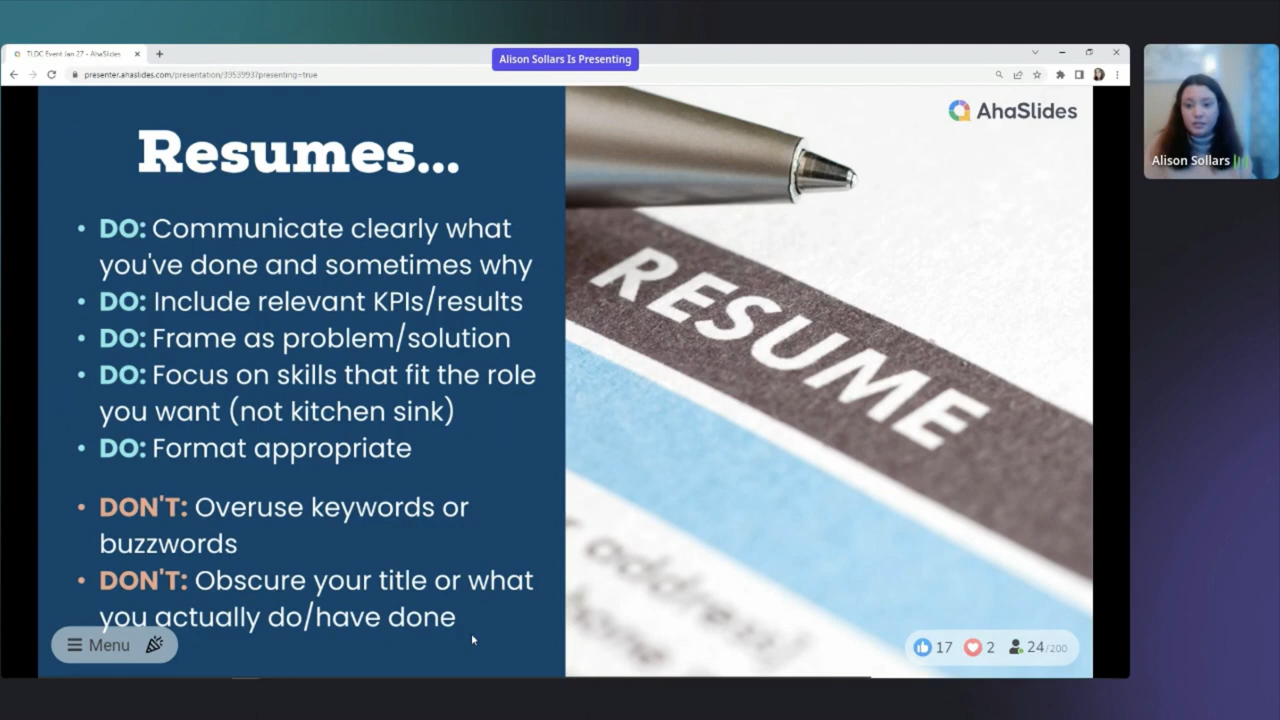 TLDC Event Jan 27 - AhaSlides
Alison Sollars Is Presenting
presenter.ahaslides.com/presentation/3953993?presenting=true
AhaSlides
Resumes...
• DO: Communicate clearly what
you've done and sometimes why
• DO: Include relevant KPIs/results
• DO: Frame as problem/solution
• DO: Focus on skills that fit the role
you want (not kitchen sink)
• DO: Format appropriate
• DON'T: Overuse keywords or
buzzwords
• DON'T: Obscure your title or what
you actually do/have done
Menu
RESUME
address]
home
17 2 24/200
Alison Sollars